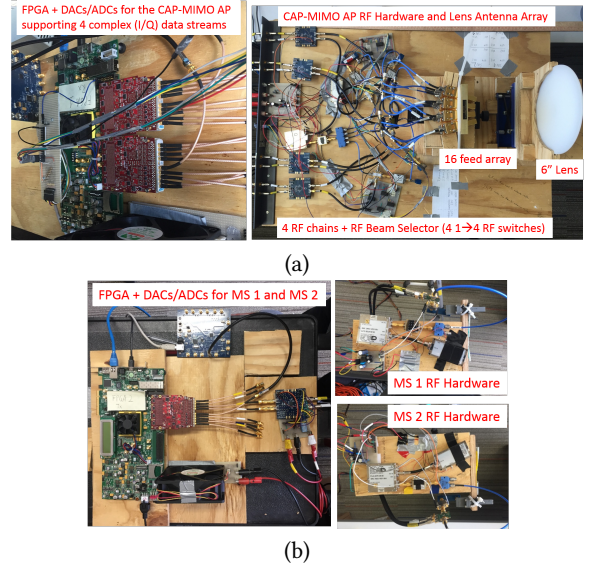 FPGA + DACs/ADCs for the CAP-MIMO AP
supporting 4 complex (I/Q) data streams
CAP-MIMO AP RF Hardware and Lens Antenna Array
16 feed array
6” Lens
4 RF chains + RF Beam Selector (4 1→4 RF switches)
(a)
FPGA + DACs/ADCs for MS 1 and MS 2
MS 1 RF Hardware
MS 2 RF Hardware
(b)